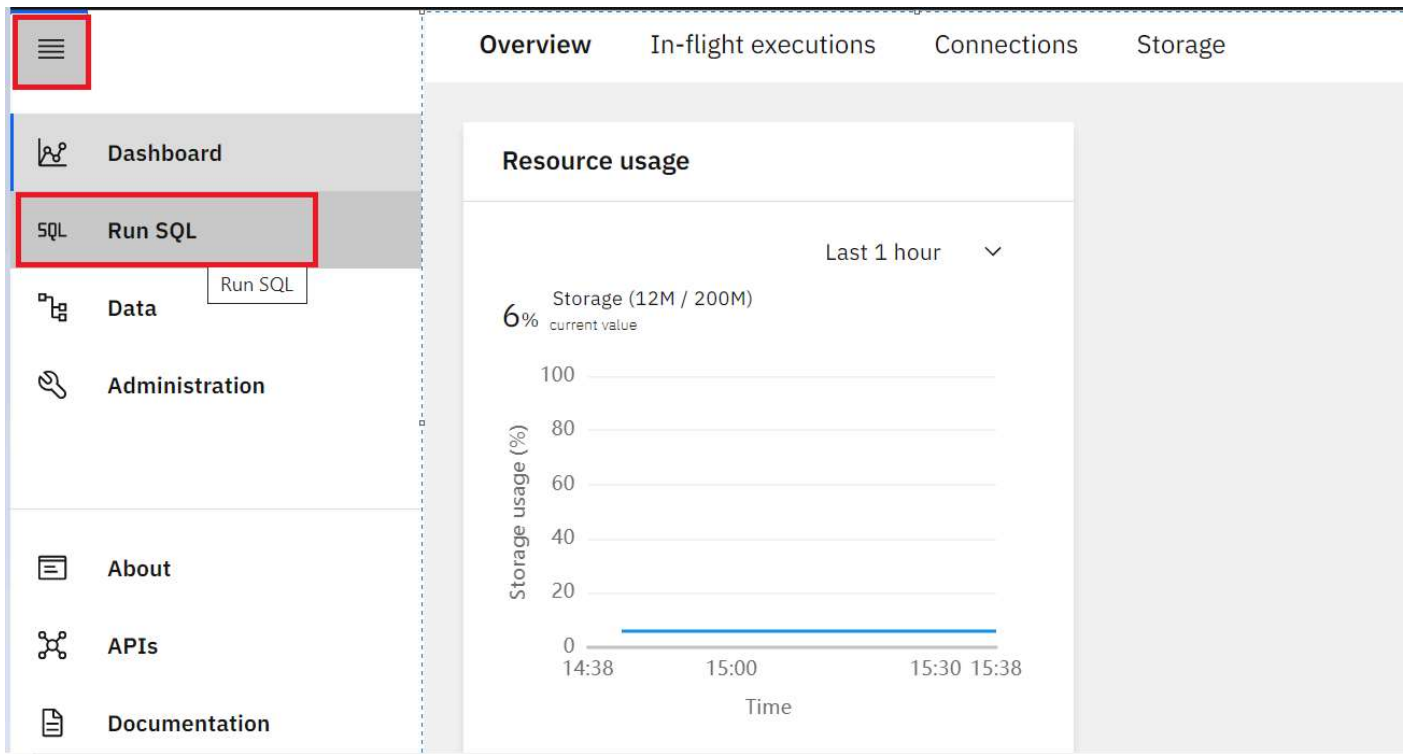 Dashboard
SQL Run SQL
Run SQL
Data
Administration
About
APIs
Documentation
Overview In-flight executions Connections Storage
Resource usage
Last 1 hour
6% Storage (12M / 200M)
current value
Storage usage (%)
100
80
60
40
20
0
14:38 15:00 15:30 15:38
Time